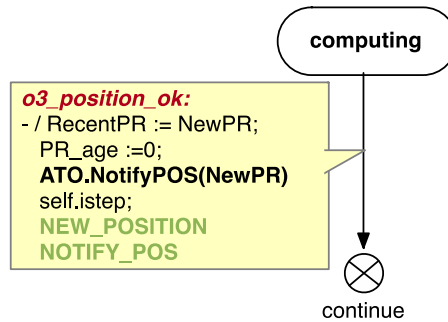 computing
o3_position_ok:
- / RecentPR := NewPR;
PR_age :=0;
ATO.NotifyPOS(NewPR)
self.istep;
NEW_POSITION
NOTIFY_POS
continue